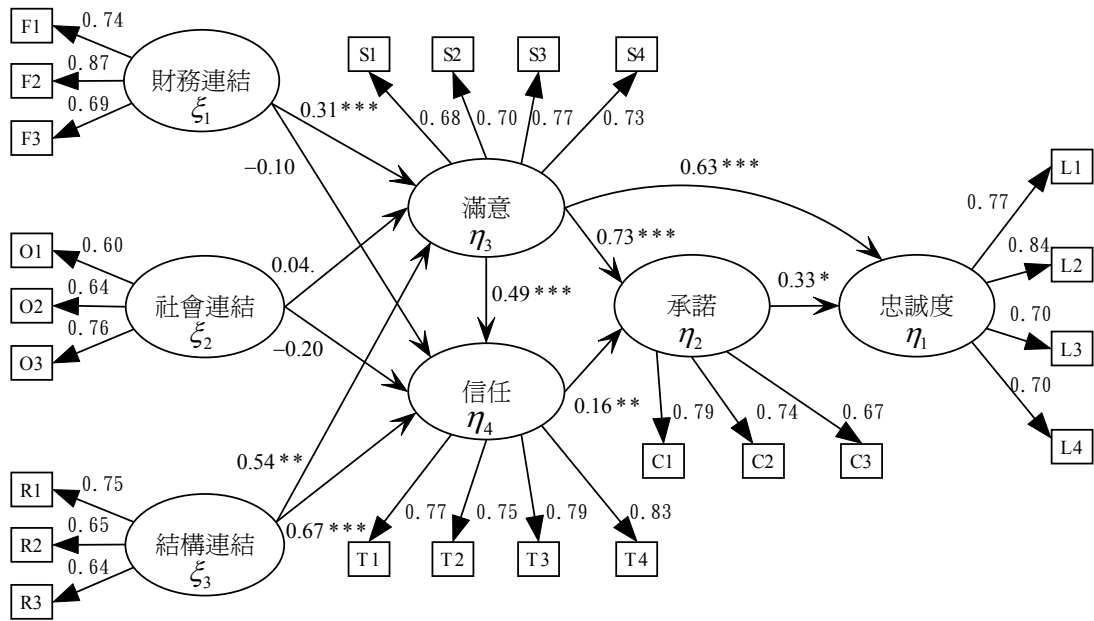 F1
0.74
F2
0.87
F3
0.69
財務連結
ξ1
S1
S2
S3
S4
0.68
0.70
0.77
0.73
0.31***
−0.10
滿意
η3
0.63***
L1
0.77
L2
0.84
L3
0.70
L4
0.70
O1
0.60
O2
0.64
O3
0.76
社會連結
ξ2
0.04.
−0.20
0.49***
0.73***
承諾
η2
0.33*
忠誠度
η1
信任
η4
0.16**
0.79
0.74
0.67
C1
C2
C3
R1
0.75
R2
0.65
R3
0.64
結構連結
ξ3
0.54**
0.67***
0.77
0.75
0.79
0.83
T1
T2
T3
T4